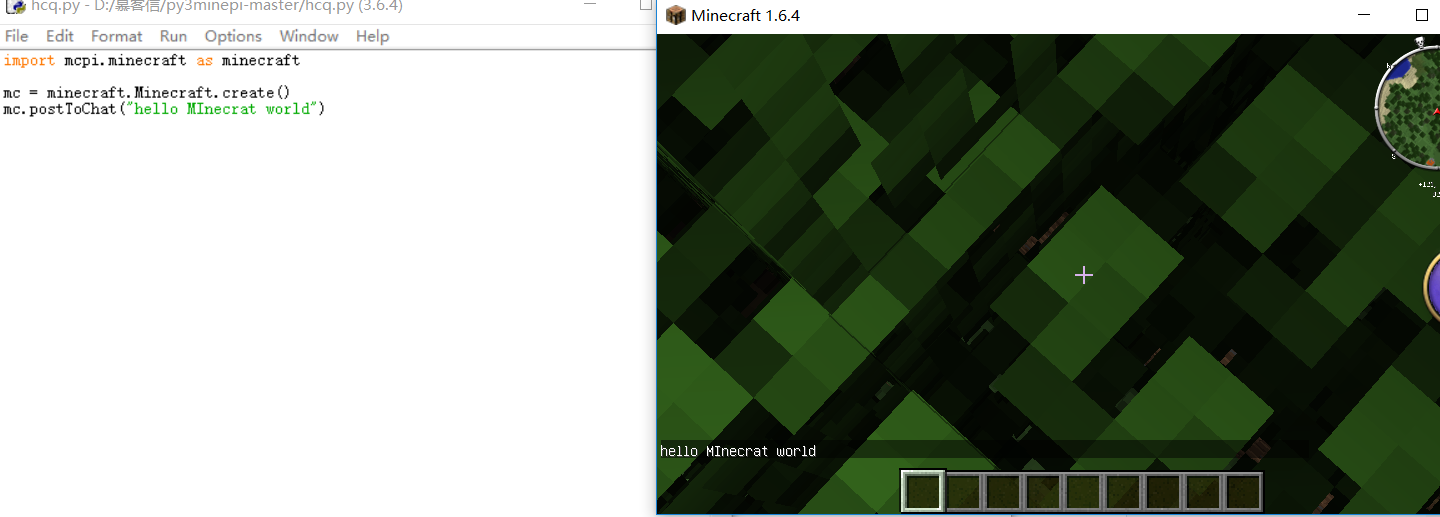 hcq.py - D:/慕客信/py3minepi-master/hcq.py (3.6.4)
File Edit Format Run Options Window Help
import mcpi.minecraft as minecraft
mc = minecraft.Minecraft.create()
mc.postToChat("hello MInecrat world")
Minecraft 1.6.4
hello MInecrat world